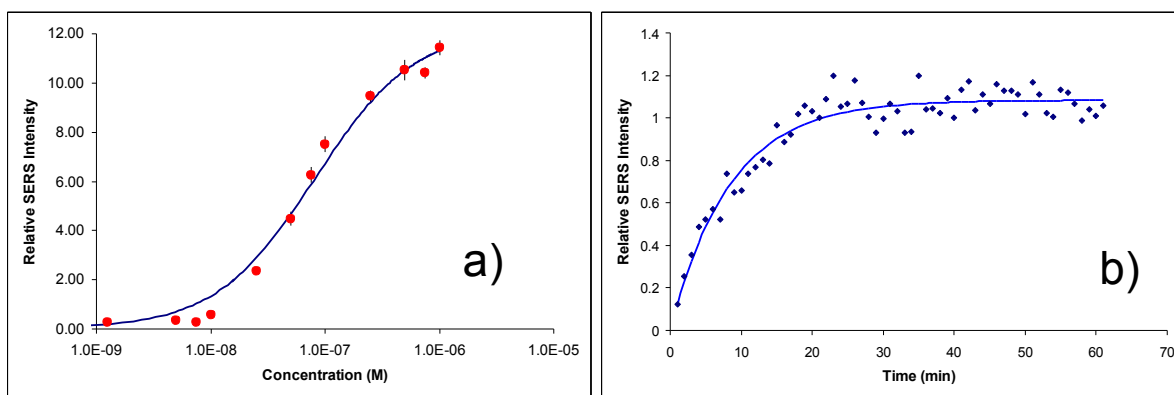 12.00
10.00
8.00
6.00
4.00
2.00
0.00
1.0E-09 1.0E-08 1.0E-07 1.0E-06 1.0E-05
Concentration (M)
Relative SERS Intensity
a)
1.4
1.2
1
0.8
0.6
0.4
0.2
0
0 10 20 30 40 50 60 70
Time (min)
Relative SERS Intensity
b)